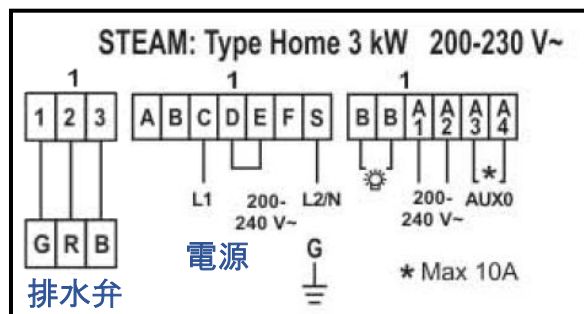 STEAM: Type Home 3 kW 200-230 V~
1 1 1
1 2 3 A B C D E F S B B A1 A2 A3 A4
L1 200-240 V~ L2/N 200-240 V~ * AUX0
G R B 電源 G
排水弁 * Max 10A